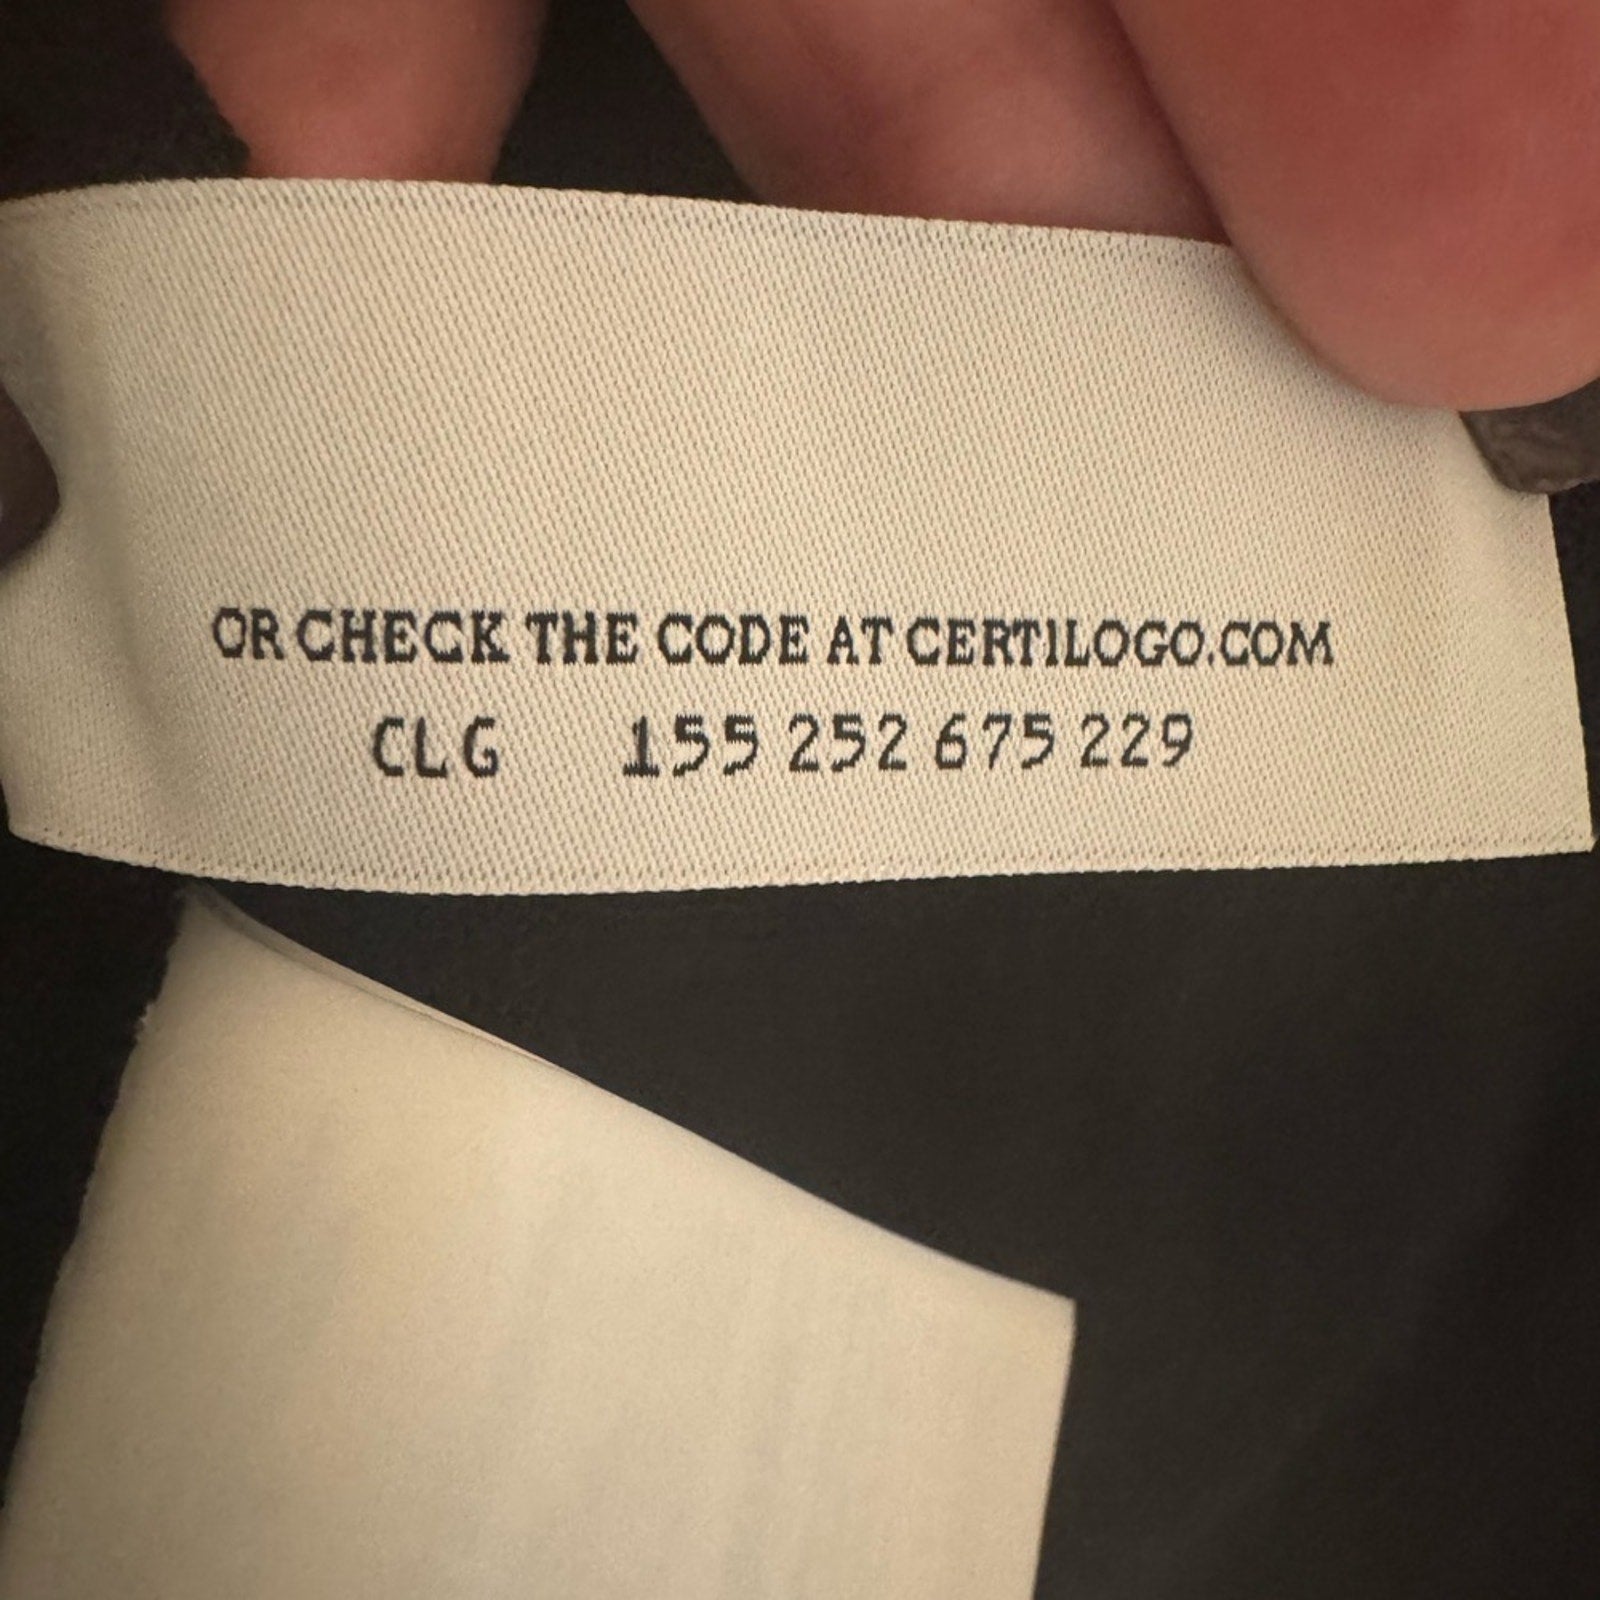 OR CHECK THE CODE AT CERTILOGO.COM
CLG 155 252 675 229